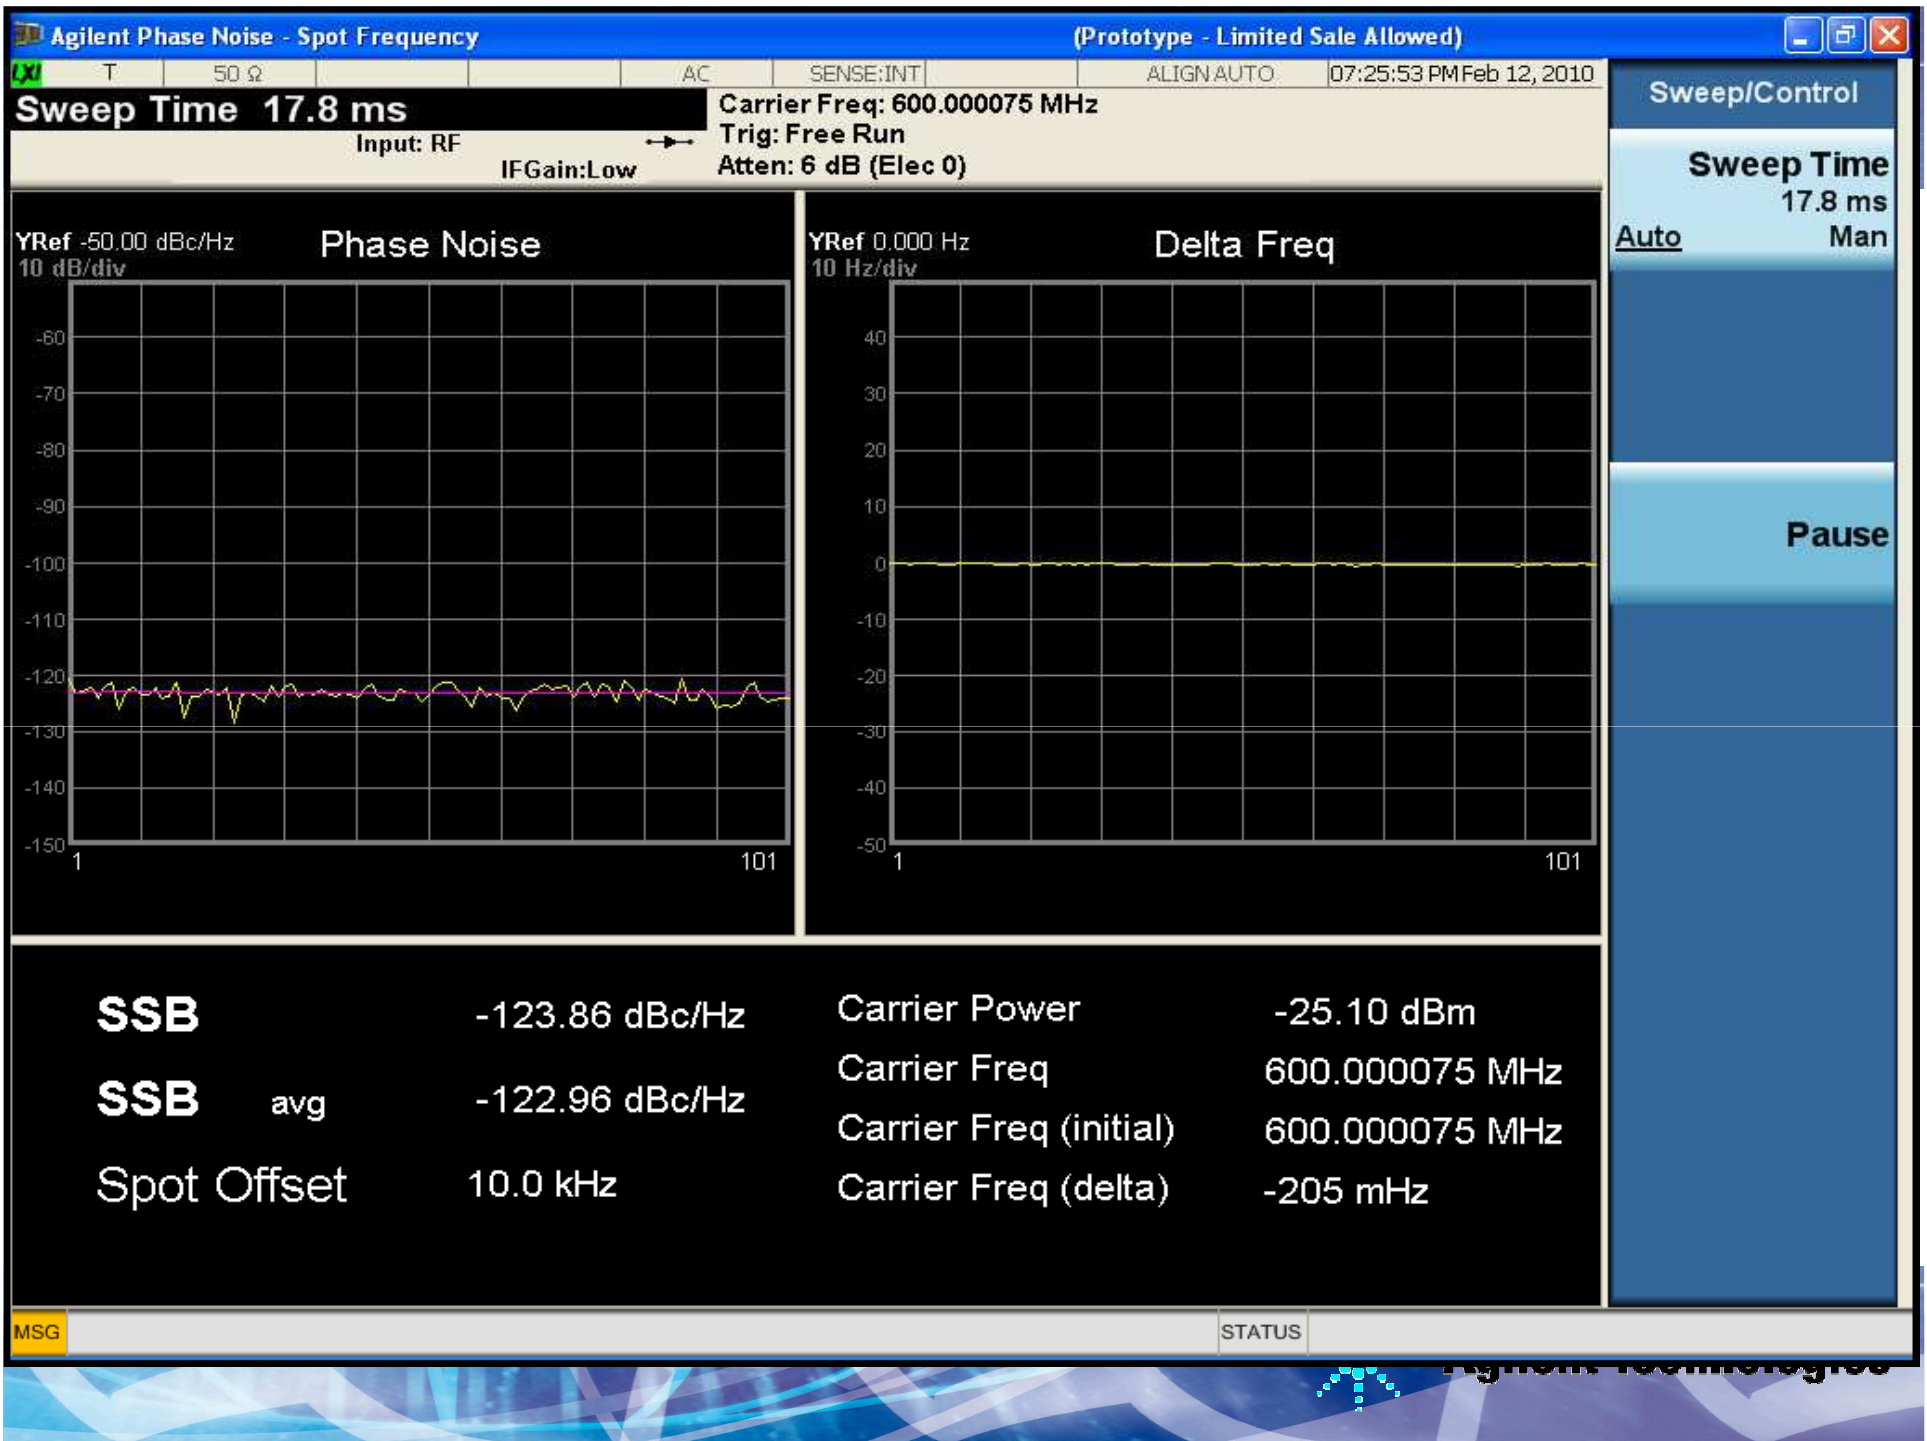 Agilent Phase Noise - Spot Frequency
(Prototype - Limited Sale Allowed)
LXI
T
50 Ω
AC
SENSE:INT
ALIGN AUTO
07:25:53 PM Feb 12, 2010
Sweep Time 17.8 ms
Input: RF
IFGain:Low
Carrier Freq: 600.000075 MHz
Trig: Free Run
Atten: 6 dB (Elec 0)
Sweep/Control
Sweep Time
17.8 ms
Auto Man
Pause
YRef -50.00 dBc/Hz
10 dB/div
Phase Noise
-60
-70
-80
-90
-100
-110
-120
-130
-140
-150
1
101
YRef 0.000 Hz
10 Hz/div
Delta Freq
40
30
20
10
0
-10
-20
-30
-40
-50
1
101
SSB -123.86 dBc/Hz
SSB avg -122.96 dBc/Hz
Spot Offset 10.0 kHz
Carrier Power -25.10 dBm
Carrier Freq 600.000075 MHz
Carrier Freq (initial) 600.000075 MHz
Carrier Freq (delta) -205 mHz
MSG
STATUS
Agilent Technologies